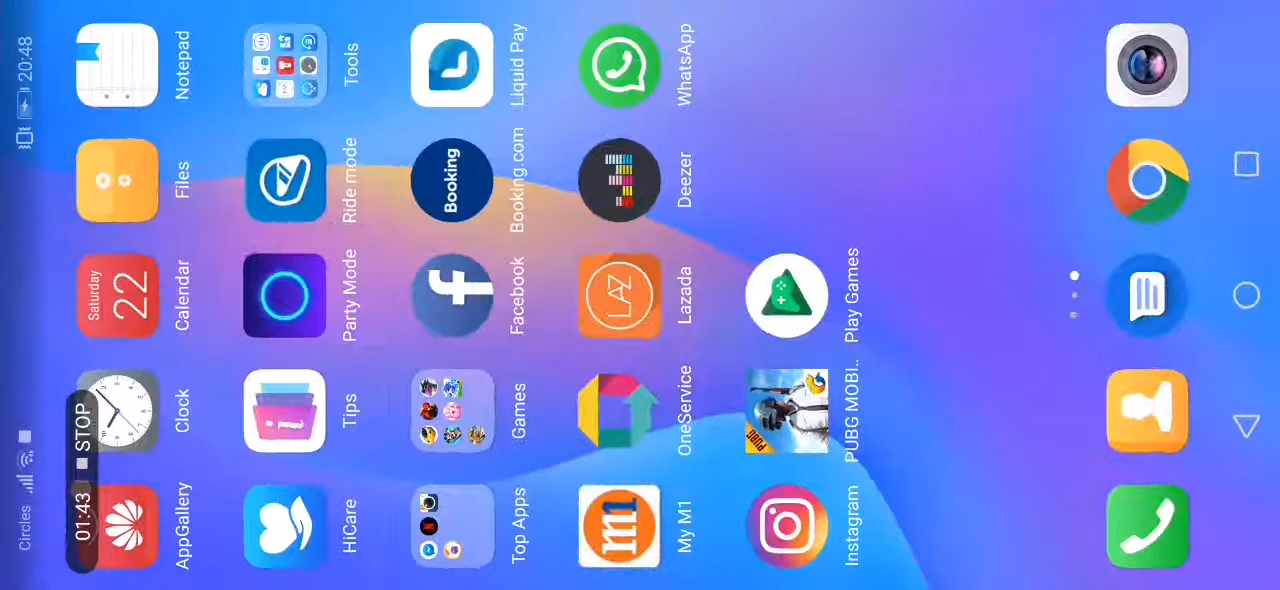 Circles 20:48
01:43 STOP
Saturday
22
AppGallery Clock Calendar Files Notepad
HiCare Tips Party Mode Ride mode Tools
Booking
Top Apps Games Facebook Booking.com Liquid Pay
m1 LAZ
My M1 OneService Lazada Deezer WhatsApp
PUBG
Instagram PUBG MOBI.. Play Games